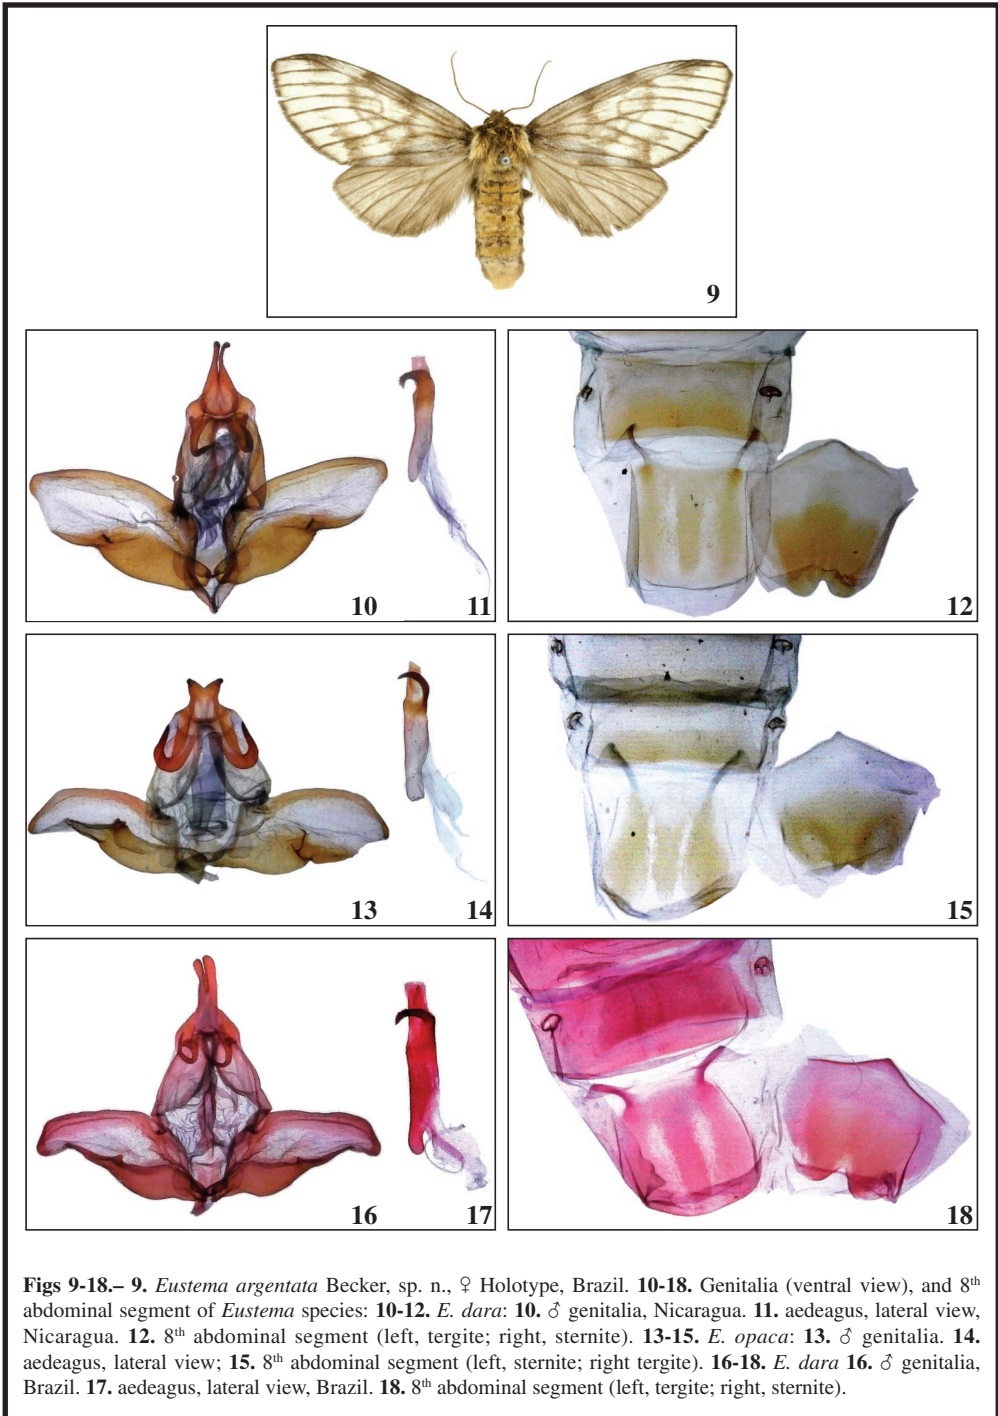 9
10
11
12
13
14
15
16
17
18
Figs 9-18.– 9. Eustema argentata Becker, sp. n., ♀ Holotype, Brazil. 10-18. Genitalia (ventral view), and 8th
abdominal segment of Eustema species: 10-12. E. dara: 10. ♂ genitalia, Nicaragua. 11. aedeagus, lateral view,
Nicaragua. 12. 8th abdominal segment (left, tergite; right, sternite). 13-15. E. opaca: 13. ♂ genitalia. 14.
aedeagus, lateral view; 15. 8th abdominal segment (left, sternite; right tergite). 16-18. E. dara 16. ♂ genitalia,
Brazil. 17. aedeagus, lateral view, Brazil. 18. 8th abdominal segment (left, tergite; right, sternite).